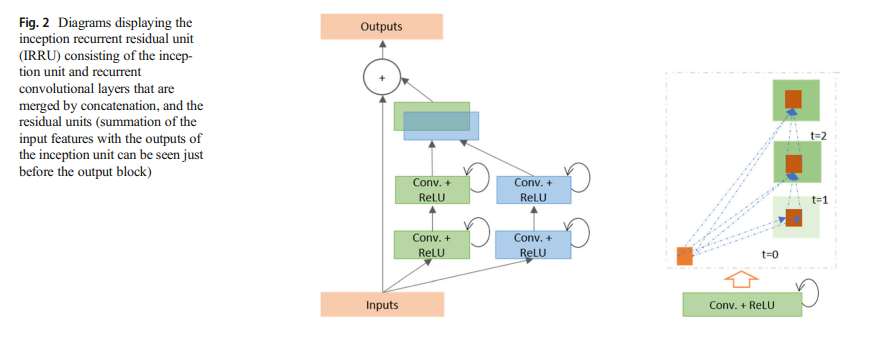 Fig. 2 Diagrams displaying the
inception recurrent residual unit
(IRRU) consisting of the incep-
tion unit and recurrent
convolutional layers that are
merged by concatenation, and the
residual units (summation of the
input features with the outputs of
the inception unit can be seen just
before the output block)
Outputs
+
Conv. +
ReLU
Conv. +
ReLU
Conv. +
ReLU
Conv. +
ReLU
Inputs
t=2
t=1
t=0
Conv. + ReLU